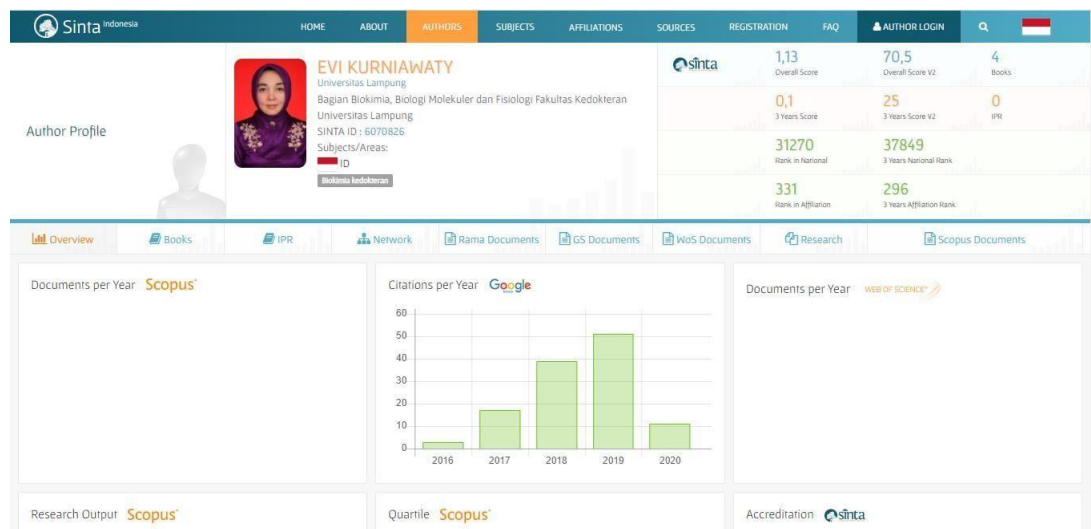 Sinta Indonesia
HOME ABOUT AUTHORS SUBJECTS AFFILIATIONS SOURCES REGISTRATION FAQ AUTHOR LOGIN
Author Profile
EVI KURNIAWATY
Universitas Lampung
Bagian Biokimia, Biologi Molekuler dan Fisiologi Fakultas Kedokteran
Universitas Lampung
SINTA ID : 6070826
Subjects/Areas:
ID
Biokimia kedokteran
sinta
1,13
Overall Score
70,5
Overall Score V2
4
Books
0,1
3 Years Score
25
3 Years Score V2
0
IPR
31270
Rank in National
37849
3 Years National Rank
331
Rank in Affiliation
296
3 Years Affiliation Rank
Overview Books IPR Network Rama Documents GS Documents WoS Documents Research Scopus Documents
Documents per Year Scopus
Citations per Year Google
60
50
40
30
20
10
0
2016 2017 2018 2019 2020
Documents per Year WEB OF SCIENCE™
Research Output Scopus
Quartile Scopus
Accreditation sinta